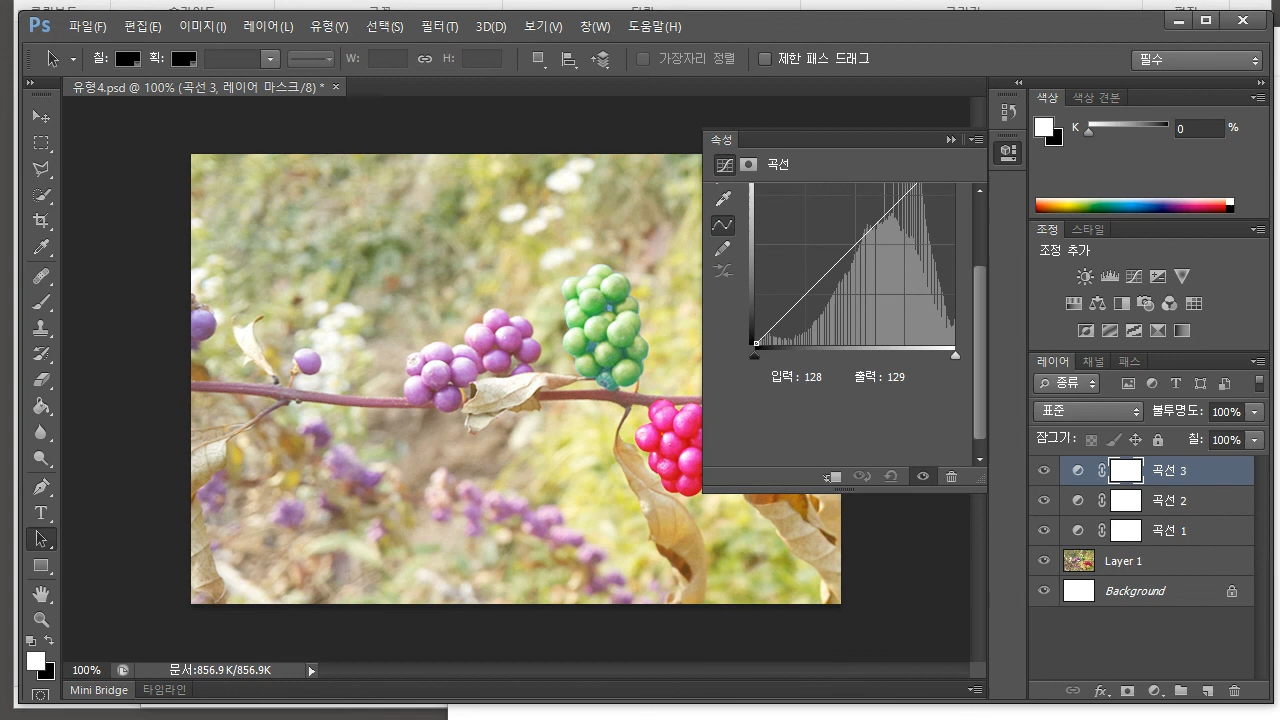 Ps 파일(F) 편집(E) 이미지(I) 레이어(L) 유형(Y) 선택(S) 필터(T) 3D(D) 보기(V) 창(W) 도움말(H)
칠: 획: W: H: 가장자리 정렬 제한 패스 드래그 필수
유형4.psd @ 100% (곡선 3, 레이어 마스크/8) * ×
색상 색상 견본
K 0 %
속성
곡선
입력: 128 출력: 129
조정 스타일
조정 추가
레이어 채널 패스
종류
표준 불투명도: 100%
잠그기: 칠: 100%
곡선 3
곡선 2
곡선 1
Layer 1
Background
fx
100% 문서:856.9K/856.9K
Mini Bridge 타임라인